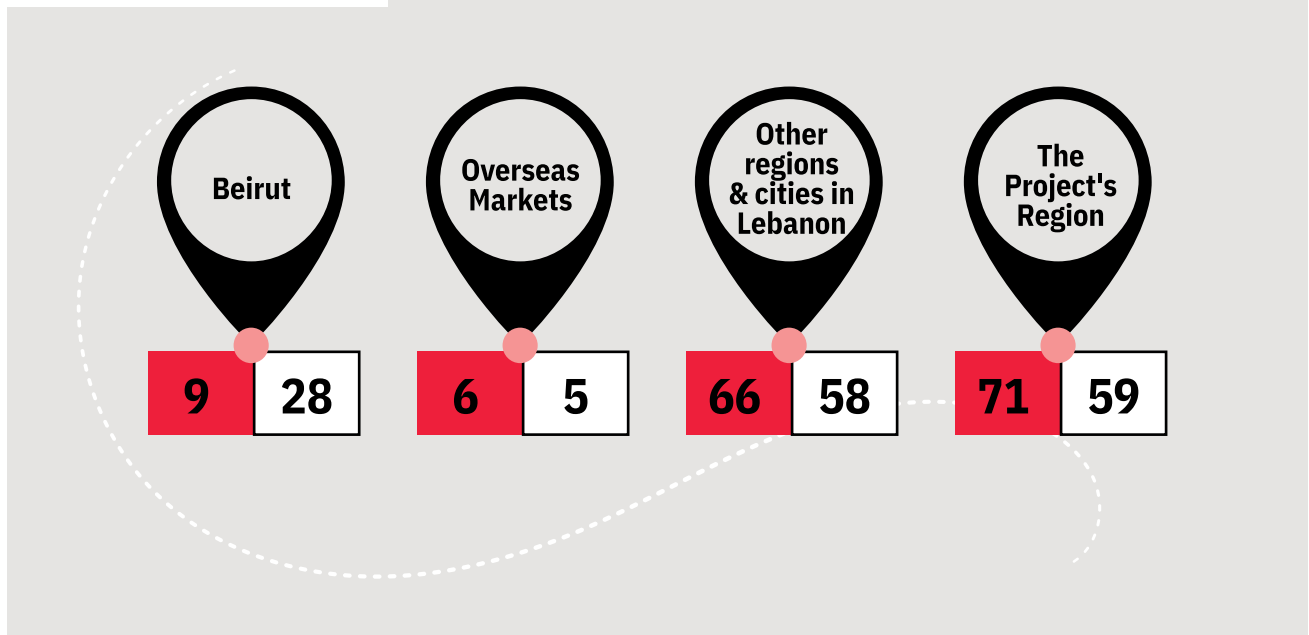 Beirut
Overseas
Markets
Other
regions
& cities in
Lebanon
The
Project's
Region
9
28
6
5
66
58
71
59